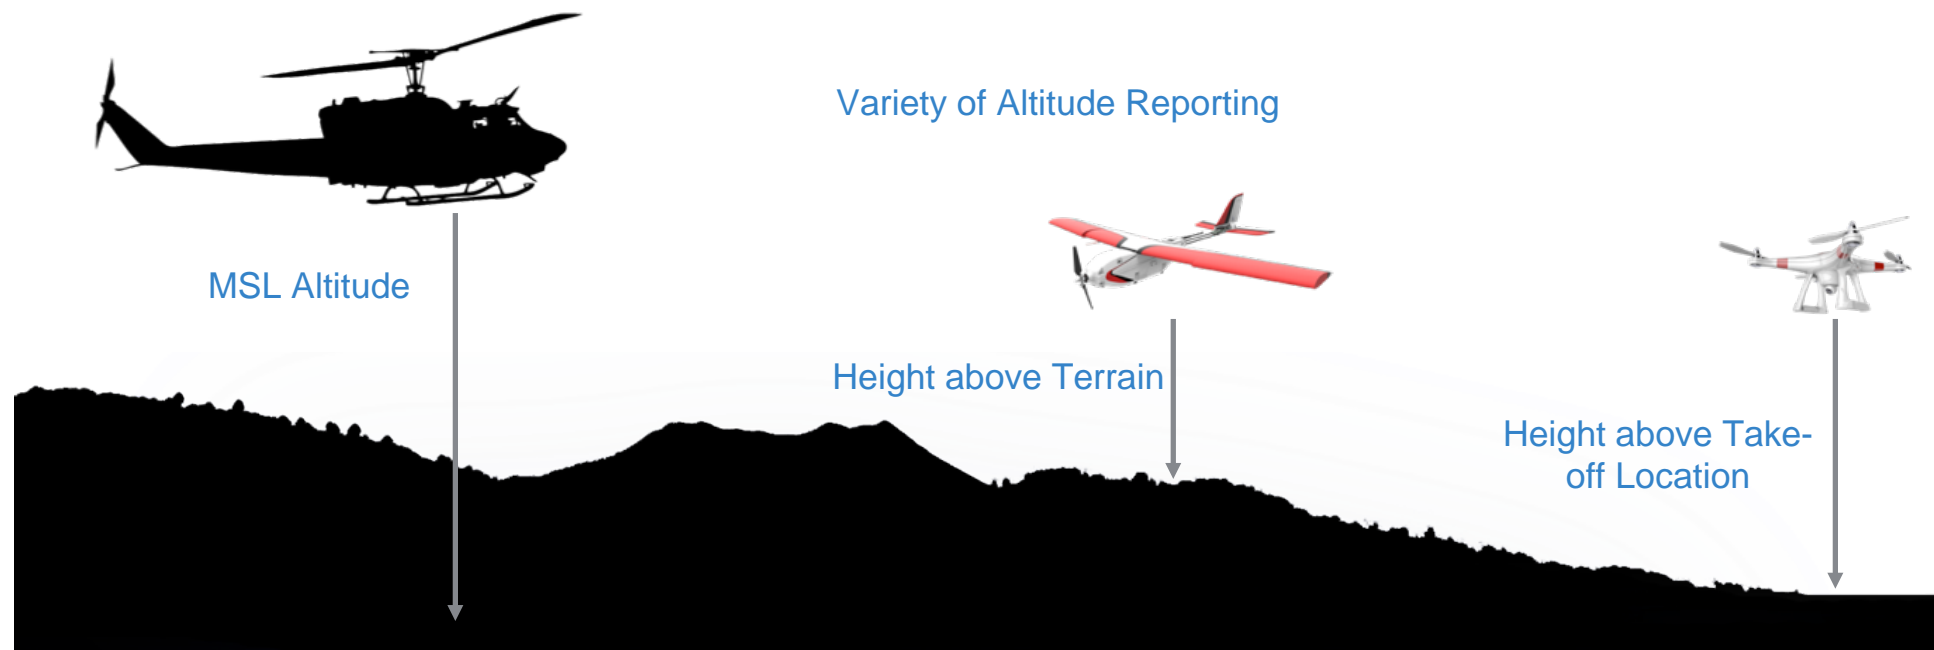 Variety of Altitude Reporting
MSL Altitude
Height above Terrain
Height above Take-
off Location